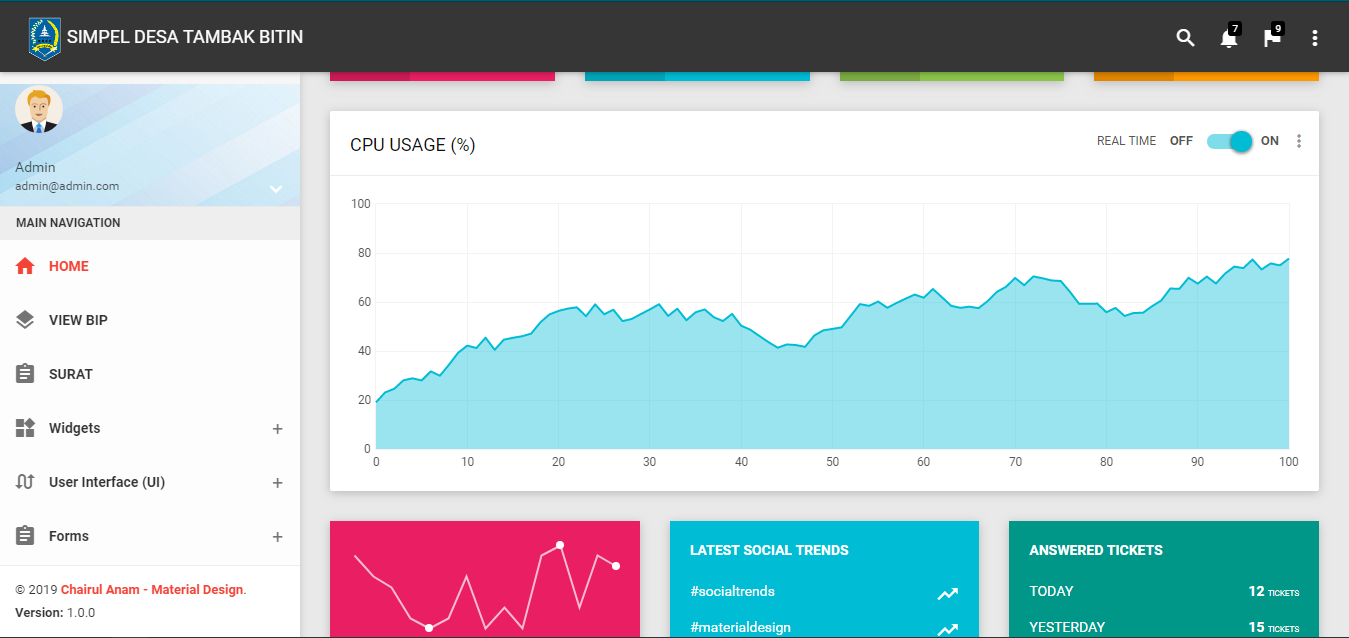 SIMPEL DESA TAMBAK BITIN
7
9
Admin
admin@admin.com
MAIN NAVIGATION
HOME
VIEW BIP
SURAT
Widgets +
User Interface (UI) +
Forms +
© 2019 Chairul Anam - Material Design.
Version: 1.0.0
CPU USAGE (%)
REAL TIME OFF ON
100
80
60
40
20
0
0 10 20 30 40 50 60 70 80 90 100
LATEST SOCIAL TRENDS
#socialtrends
#materialdesign
ANSWERED TICKETS
TODAY 12 TICKETS
YESTERDAY 15 TICKETS